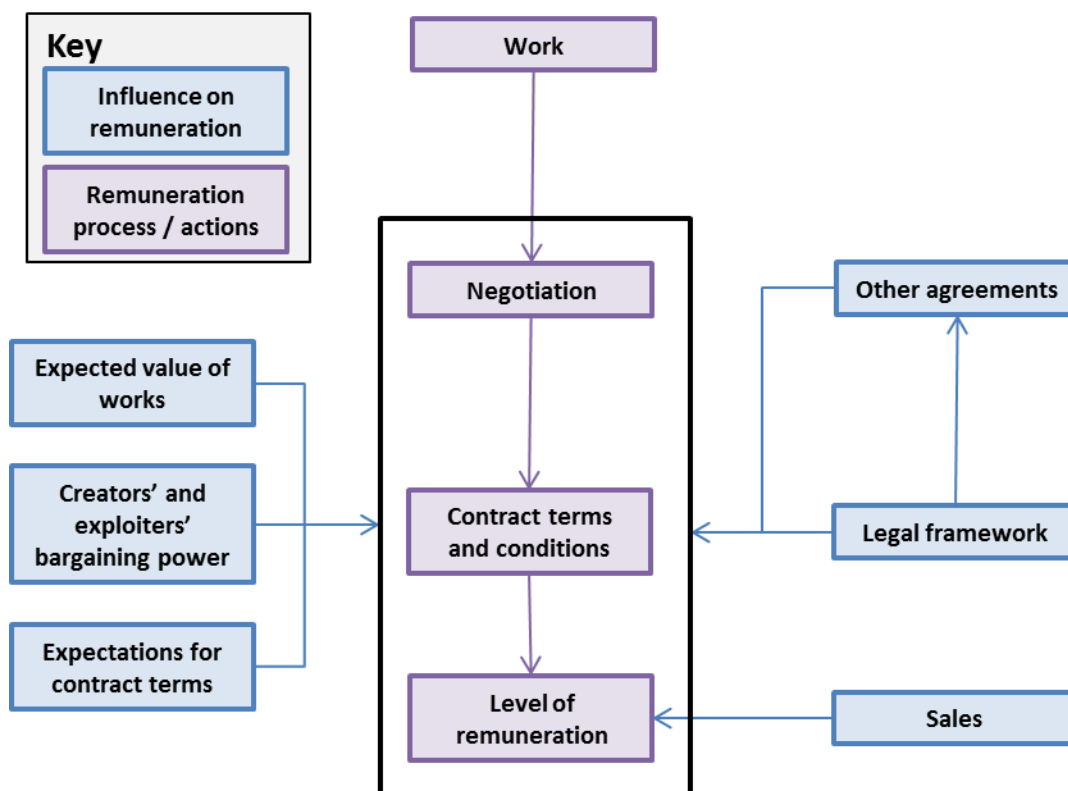 Key
Influence on
remuneration
Remuneration
process / actions
Work
Negotiation
Other agreements
Expected value of
works
Creators’ and
exploiters’
bargaining power
Contract terms
and conditions
Legal framework
Expectations for
contract terms
Level of
remuneration
Sales